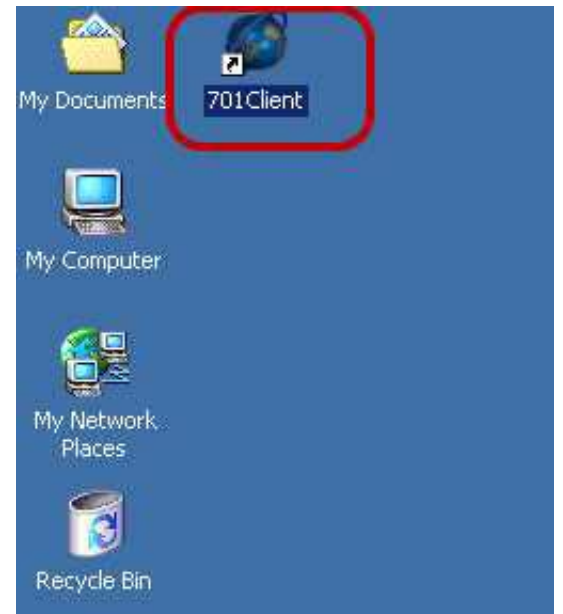 My Documents
701Client
My Computer
My Network
Places
Recycle Bin